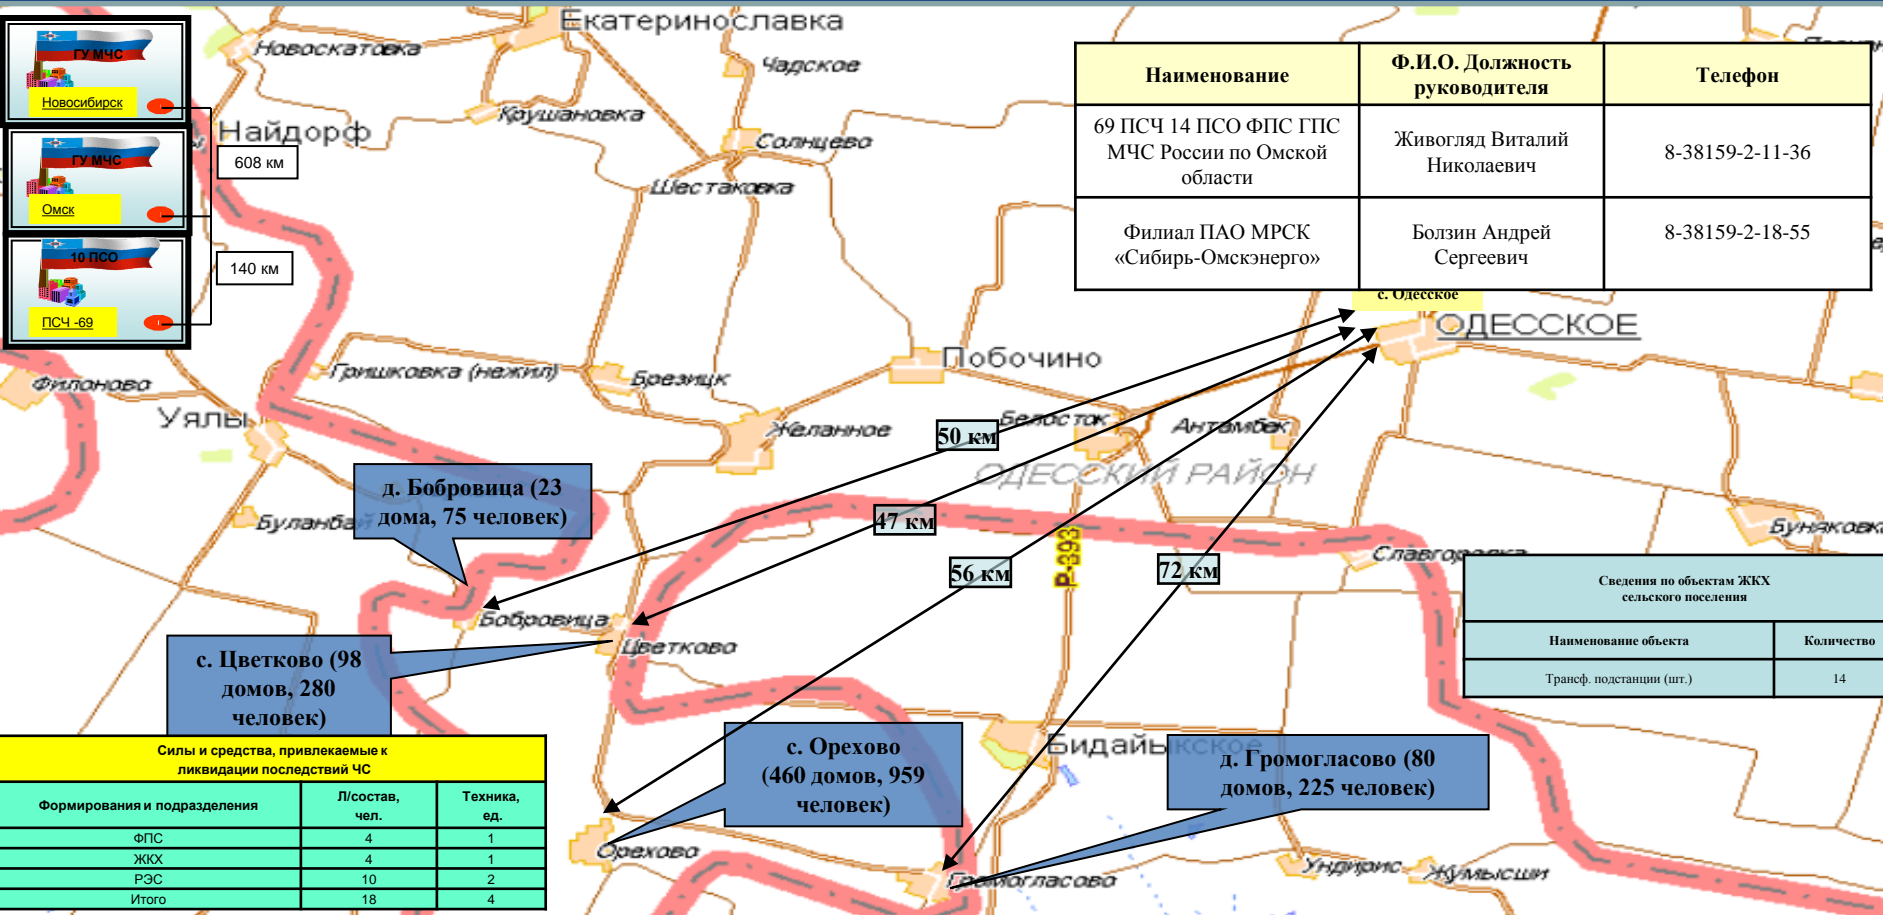 ГУ МЧС
Новосибирск
ГУ МЧС
Омск
10 ПСО
ПСЧ -69
608 км
140 км
Екатеринославка
Новоскатовка
Чадское
Крушановка
Найдорф
Солнцево
Шестаковка
Наименование
Ф.И.О. Должность
руководителя
Телефон
69 ПСЧ 14 ПСО ФПС ГПС
МЧС России по Омской
области
Живогляд Виталий
Николаевич
8-38159-2-11-36
Филиал ПАО МРСК
«Сибирь-Омскэнерго»
Болзин Андрей
Сергеевич
8-38159-2-18-55
с. Одесское
ОДЕССКОЕ
Побочино
Гришковка (нежил)
Брезицк
Филоново
Уялы
Желанное
Белосток
Антамбек
50 км
ОДЕССКИЙ РАЙОН
д. Бобровица (23
дома, 75 человек)
Буланбай
47 км
Р-393
56 км
72 км
Славгородка
Буняковка
Сведения по объектам ЖКХ
сельского поселения
Наименование объекта
Количество
Трансф. подстанции (шт.)
14
Бобровица
Цветково
с. Цветково (98
домов, 280
человек)
Бидайыкское
с. Орехово
(460 домов, 959
человек)
д. Громогласово (80
домов, 225 человек)
Силы и средства, привлекаемые к
ликвидации последствий ЧС
Формирования и подразделения
Л/состав,
чел.
Техника,
ед.
ФПС 4 1
ЖКХ 4 1
РЭС 10 2
Итого 18 4
Орехово
Громогласово
Ундирис
Жумысши